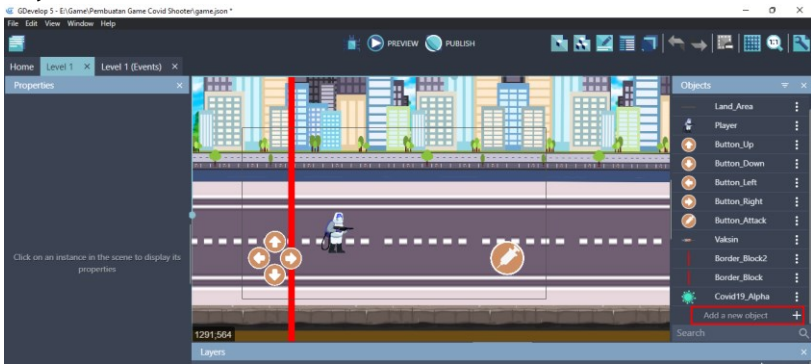 GDevelop 5 - E:\Game\Pembuatan Game Covid Shooter\game.json *
File Edit View Window Help
PREVIEW PUBLISH
Home Level 1 × Level 1 (Events) ×
Properties ×
Objects ×
Land_Area
Player
Button_Up
Button_Down
Button_Left
Button_Right
Button_Attack
Vaksin
Border_Block2
Border_Block
Covid19_Alpha
Add a new object +
Search
Click on an instance in the scene to display its
properties
1291;564
Layers